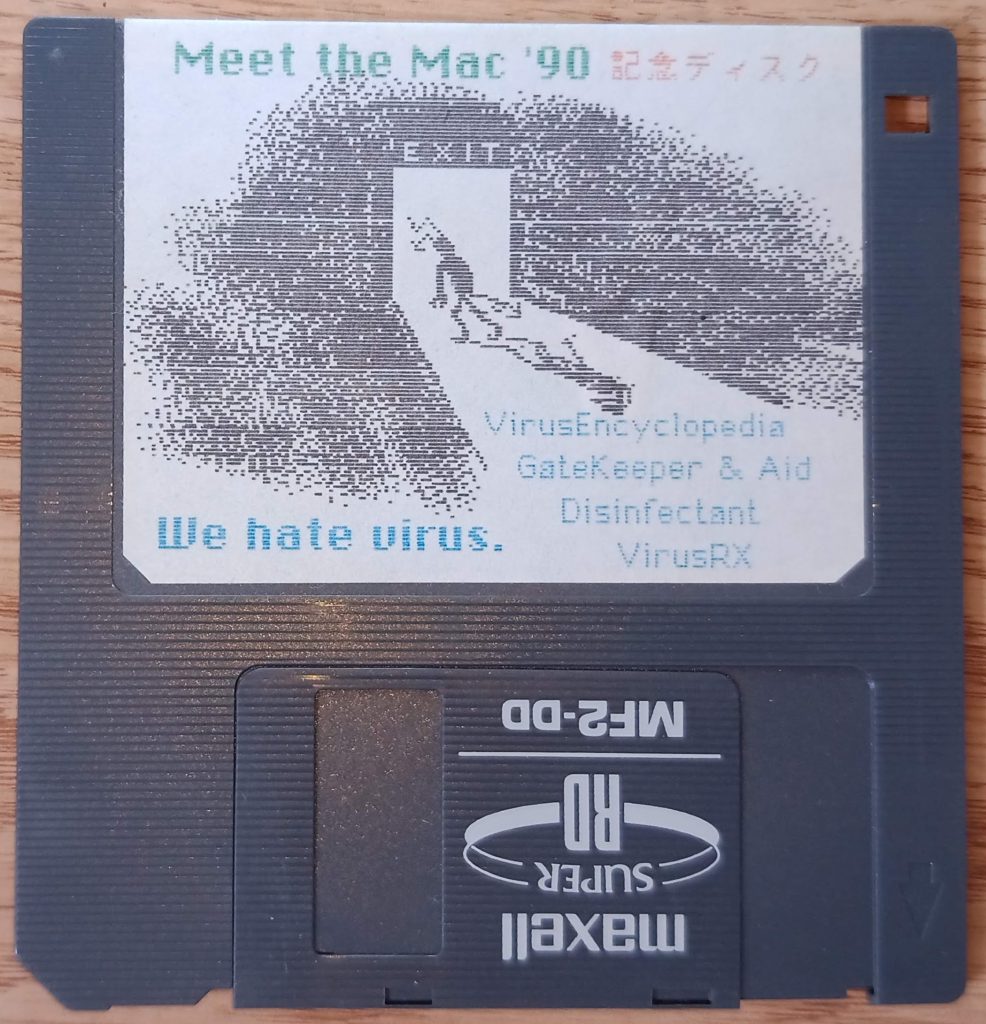 Meet the Mac '90 記念ディスク
EXIT
VirusEncyclopedia
GateKeeper & Aid
Disinfectant
VirusRX
We hate virus.
MF2-DD
RD
SUPER
maxell